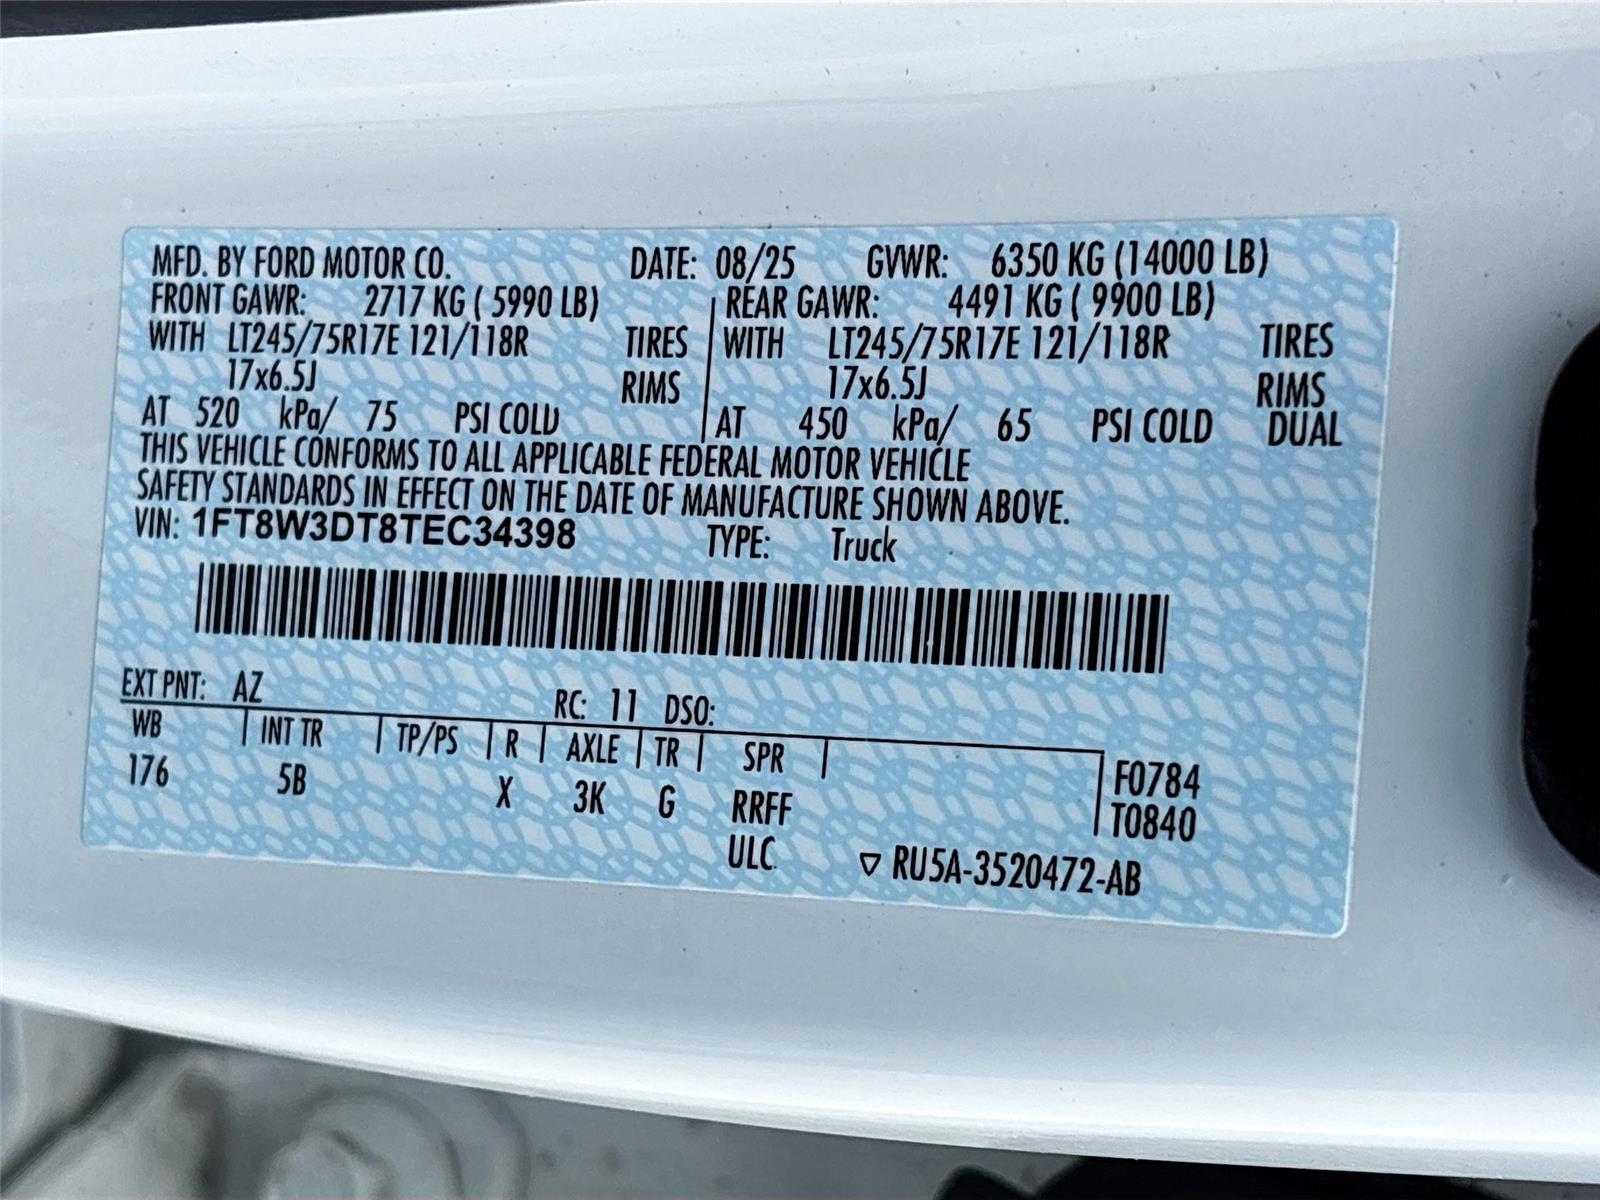 MFD. BY FORD MOTOR CO. DATE: 08/25 GVWR: 6350 KG (14000 LB)
FRONT GAWR: 2717 KG ( 5990 LB) REAR GAWR: 4491 KG ( 9900 LB)
WITH LT245/75R17E 121/118R TIRES WITH LT245/75R17E 121/118R TIRES
17x6.5J RIMS 17x6.5J RIMS
AT 520 kPa/ 75 PSI COLD AT 450 kPa/ 65 PSI COLD DUAL
THIS VEHICLE CONFORMS TO ALL APPLICABLE FEDERAL MOTOR VEHICLE
SAFETY STANDARDS IN EFFECT ON THE DATE OF MANUFACTURE SHOWN ABOVE.
VIN: 1FT8W3DT8TEC34398 TYPE: Truck
EXT PNT: AZ RC: 11 DSO:
WB INT TR TP/PS R AXLE TR SPR
176 5B X 3K G RRFF
ULC
F0784
T0840
▽ RU5A-3520472-AB